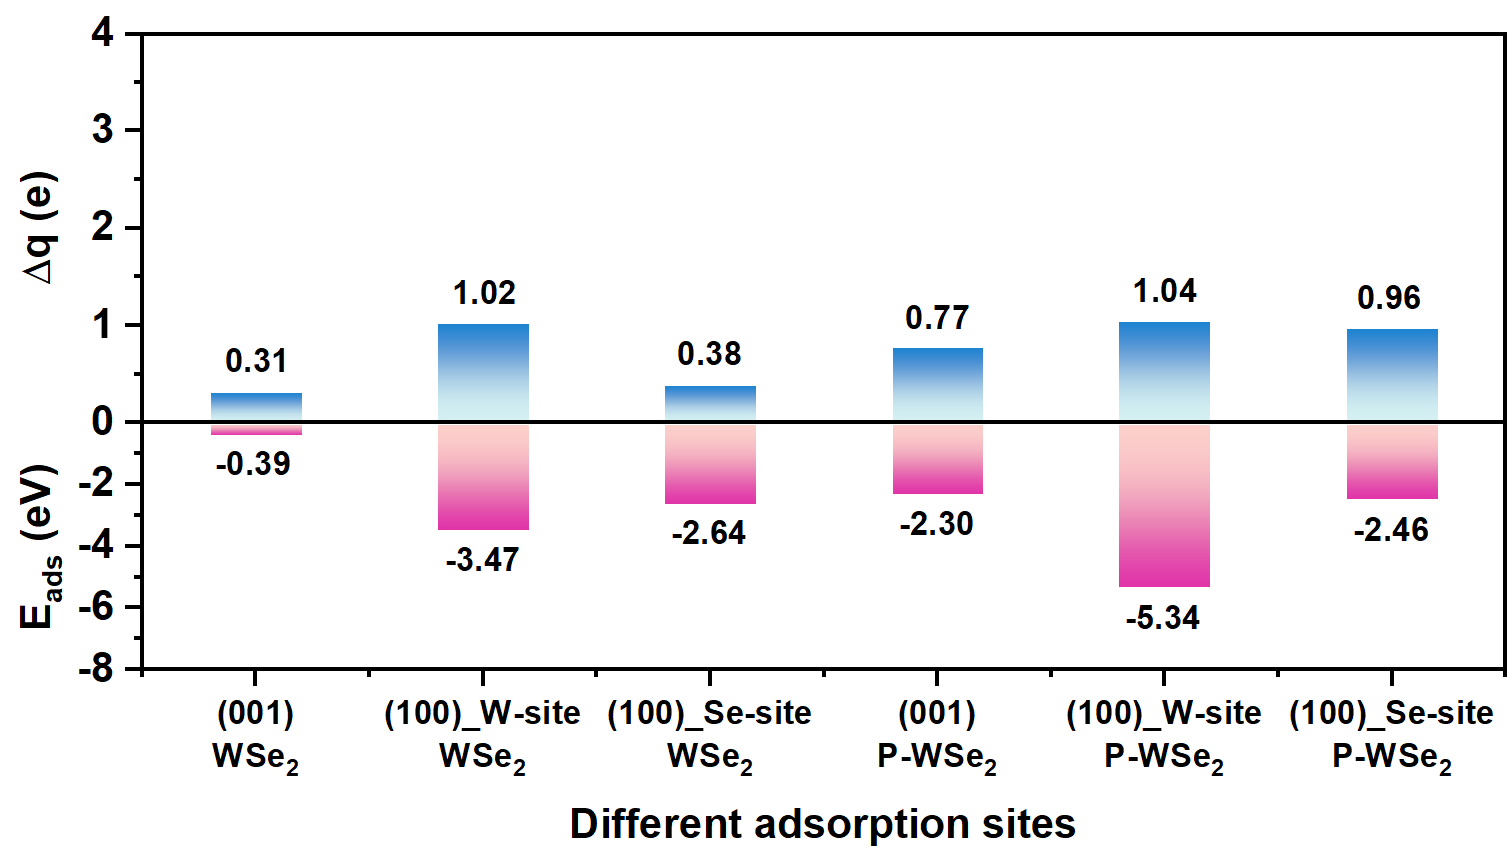 4
3
2
1
0
-2
-4
-6
-8
Δq (e)
E_ads (eV)
0.31
1.02
0.38
0.77
1.04
0.96
-0.39
-3.47
-2.64
-2.30
-5.34
-2.46
(001)
WSe₂
(100)_W-site
WSe₂
(100)_Se-site
WSe₂
(001)
P-WSe₂
(100)_W-site
P-WSe₂
(100)_Se-site
P-WSe₂
Different adsorption sites